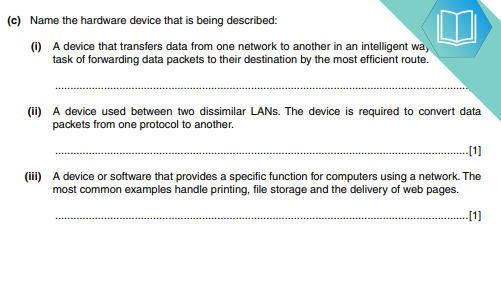 (c) Name the hardware device that is being described:
(i) A device that transfers data from one network to another in an intelligent
task of forwarding data packets to their destination by the most efficient route.
(ii) A device used between two dissimilar LANs. The device is required to convert data
packets from one protocol to another.
[1]
(iii) A device or software that provides a specific function for computers using a network. The
most common examples handle printing, file storage and the delivery of web pages.
[1]